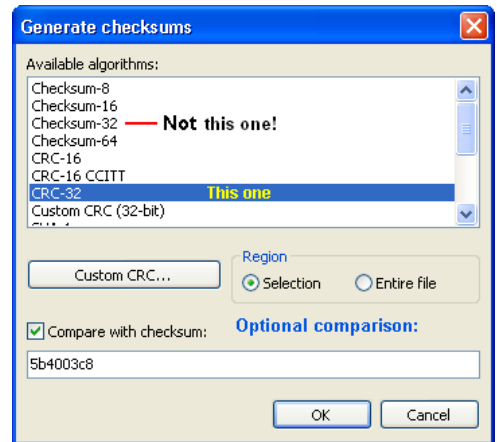 Generate checksums
Available algorithms:
Checksum-8
Checksum-16
Checksum-32 Not this one!
Checksum-64
CRC-16
CRC-16 CCITT
CRC-32 This one
Custom CRC (32-bit)
Custom CRC...
Region
Selection
Entire file
Compare with checksum:
Optional comparison:
5b4003c8
OK
Cancel